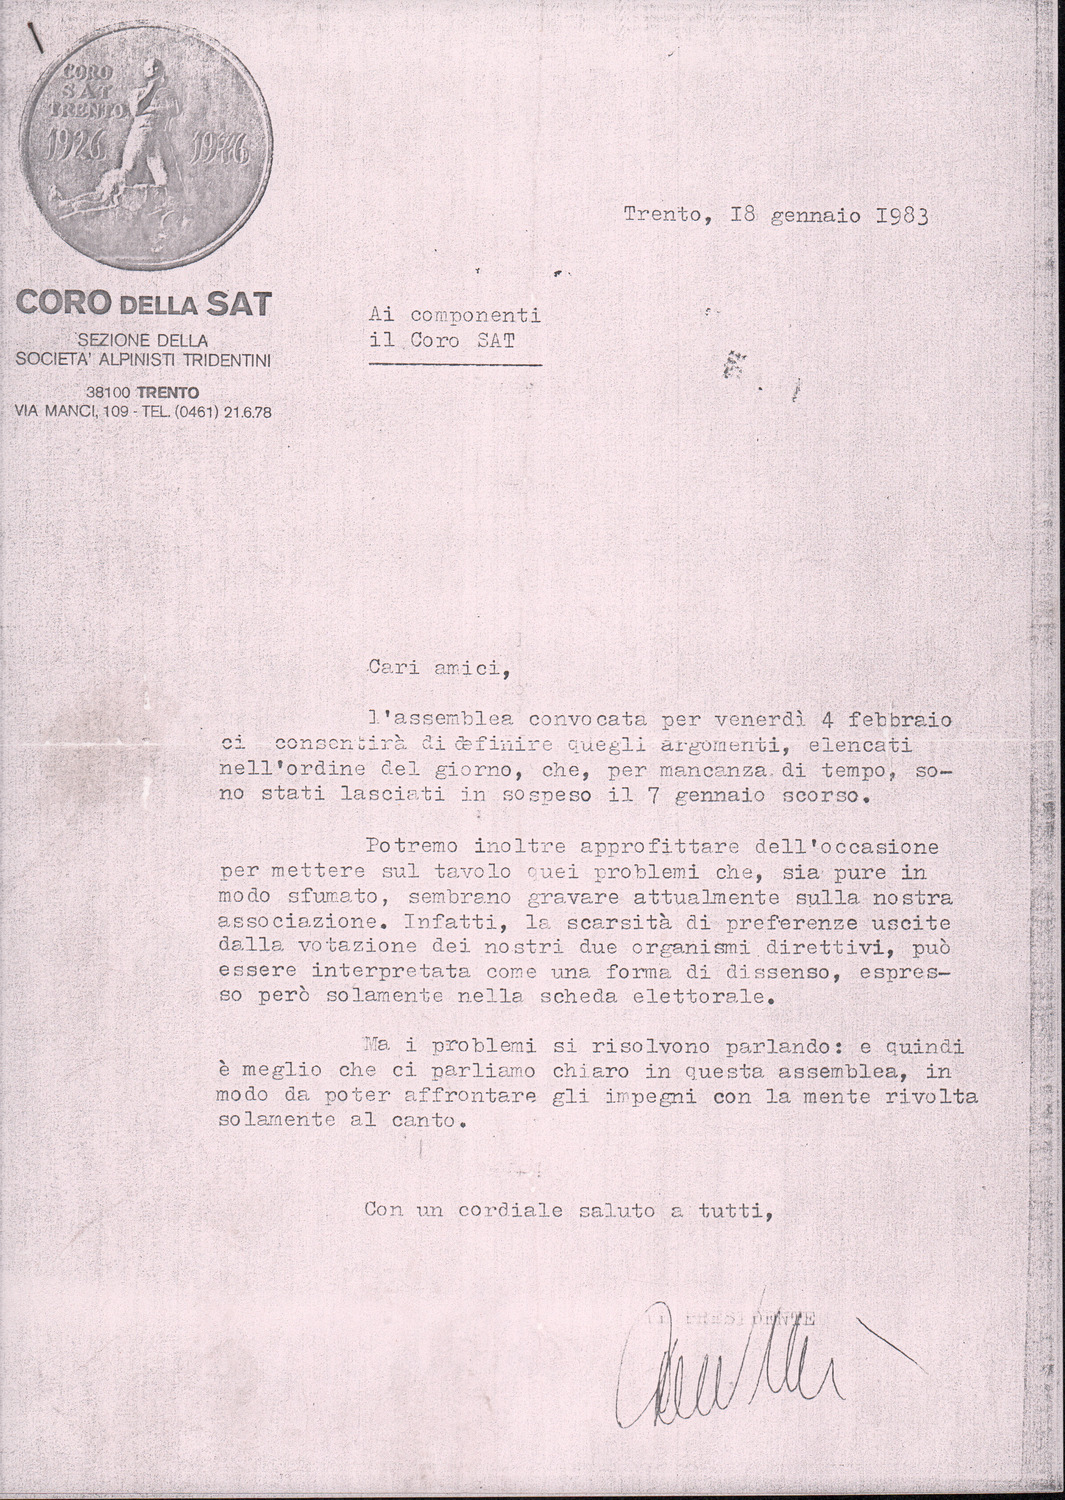 CORO
SAT
TRENTO
1926 1976
CORO DELLA SAT
SEZIONE DELLA
SOCIETA' ALPINISTI TRIDENTINI
38100 TRENTO
VIA MANCI, 109 - TEL. (0461) 21.6.78
Trento, 18 gennaio 1983
Ai componenti
il Coro SAT
Cari amici,
l'assemblea convocata per venerdì 4 febbraio
ci consentirà di definire quegli argomenti, elencati
nell'ordine del giorno, che, per mancanza di tempo, so-
no stati lasciati in sospeso il 7 gennaio scorso.
Potremo inoltre approfittare dell'occasione
per mettere sul tavolo quei problemi che, sia pure in
modo sfumato, sembrano gravare attualmente sulla nostra
associazione. Infatti, la scarsità di preferenze uscite
dalla votazione dei nostri due organismi direttivi, può
essere interpretata come una forma di dissenso, espres-
so però solamente nella scheda elettorale.
Ma i problemi si risolvono parlando: e quindi
è meglio che ci parliamo chiaro in questa assemblea, in
modo da poter affrontare gli impegni con la mente rivolta
solamente al canto.
Con un cordiale saluto a tutti,
IL PRESIDENTE